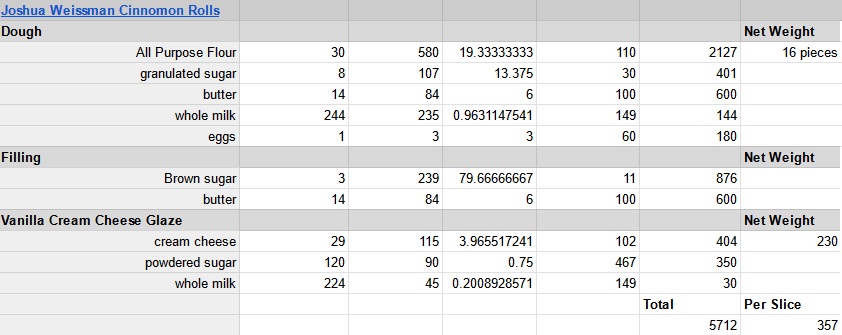 Joshua Weissman Cinnomon Rolls
Dough Net Weight
All Purpose Flour 30 580 19.33333333 110 2127 16 pieces
granulated sugar 8 107 13.375 30 401
butter 14 84 6 100 600
whole milk 244 235 0.9631147541 149 144
eggs 1 3 3 60 180
Filling Net Weight
Brown sugar 3 239 79.66666667 11 876
butter 14 84 6 100 600
Vanilla Cream Cheese Glaze Net Weight
cream cheese 29 115 3.965517241 102 404 230
powdered sugar 120 90 0.75 467 350
whole milk 224 45 0.2008928571 149 30
Total Per Slice
5712 357